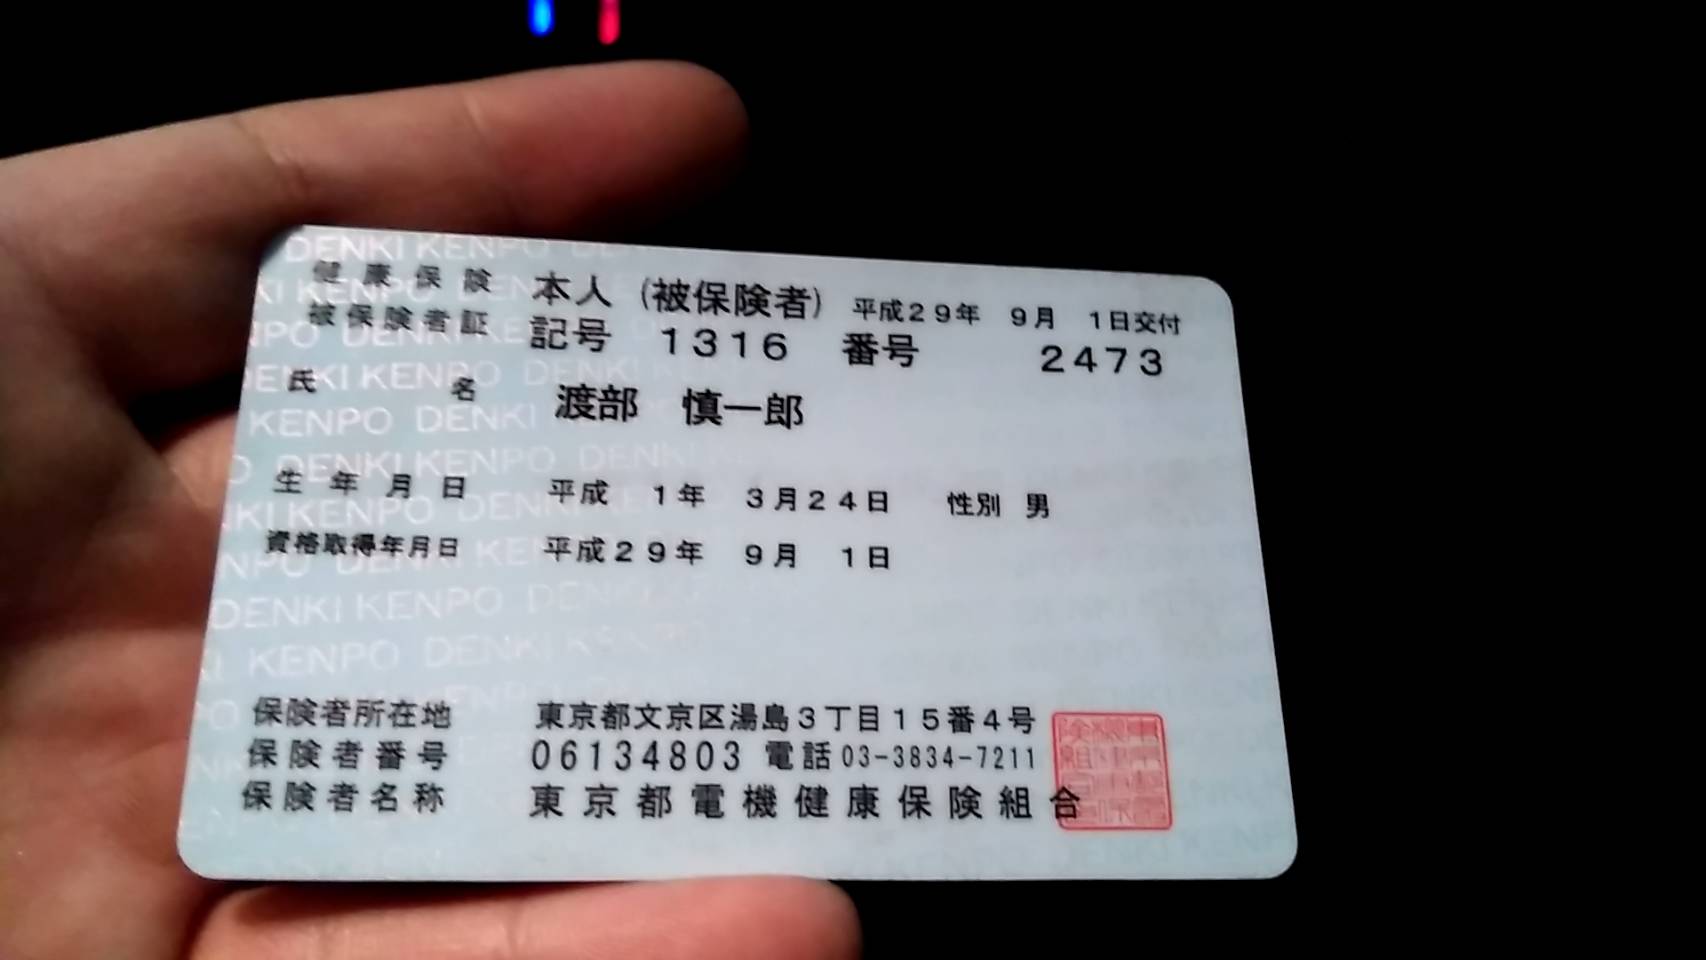 健康保険 本人 (被保険者) 平成29年 9月 1日交付
被保険者証 記号 1316 番号 2473
氏名 渡部 慎一郎
生年月日 平成 1年 3月24日 性別 男
資格取得年月日 平成29年 9月 1日
保険者所在地 東京都文京区湯島3丁目15番4号
保険者番号 06134803 電話 03-3834-7211
保険者名称 東京都電機健康保険組合
DENKI KENPO